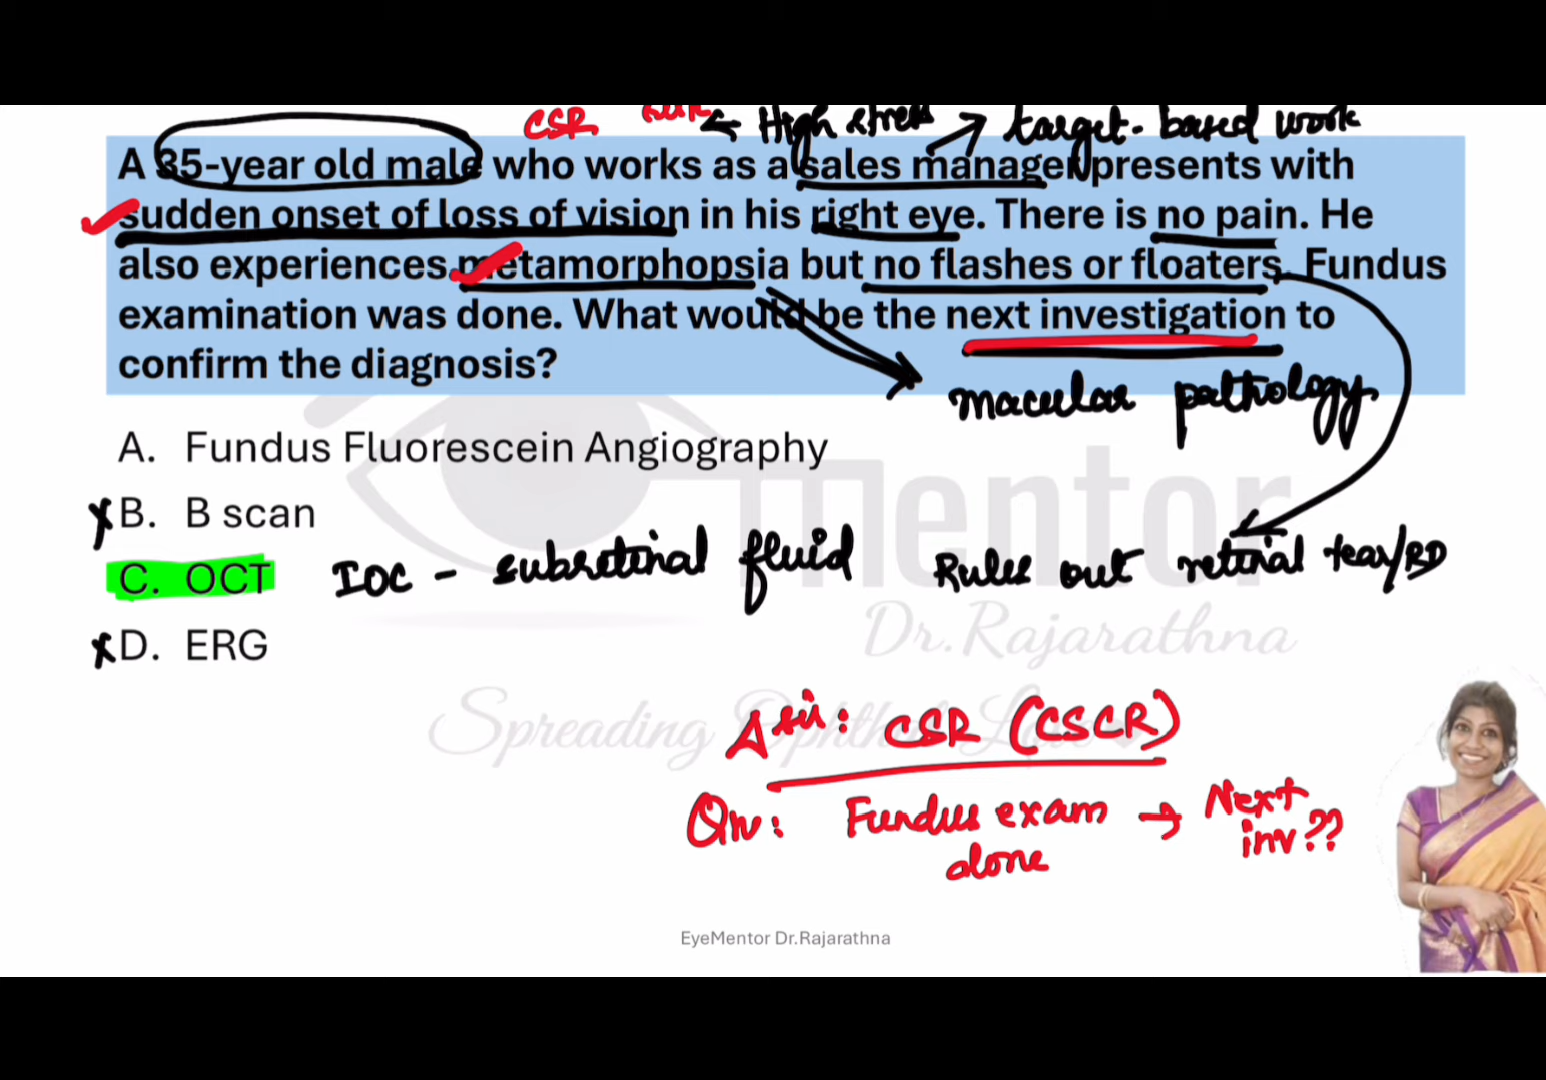 CSR ← High stress → target-based work
A 35-year old male who works as a sales manager presents with
sudden onset of loss of vision in his right eye. There is no pain. He
also experiences metamorphopsia but no flashes or floaters. Fundus
examination was done. What would be the next investigation to
confirm the diagnosis?
macular pathology
A. Fundus Fluorescein Angiography
B. B scan
C. OCT IOC - subretinal fluid Rules out retinal tear/RD
D. ERG
mentor
Dr.Rajarathna
Spreading Ophthal
Δsis: CSR (CSCR)
Qn: Fundus exam done → Next inv??
EyeMentor Dr.Rajarathna